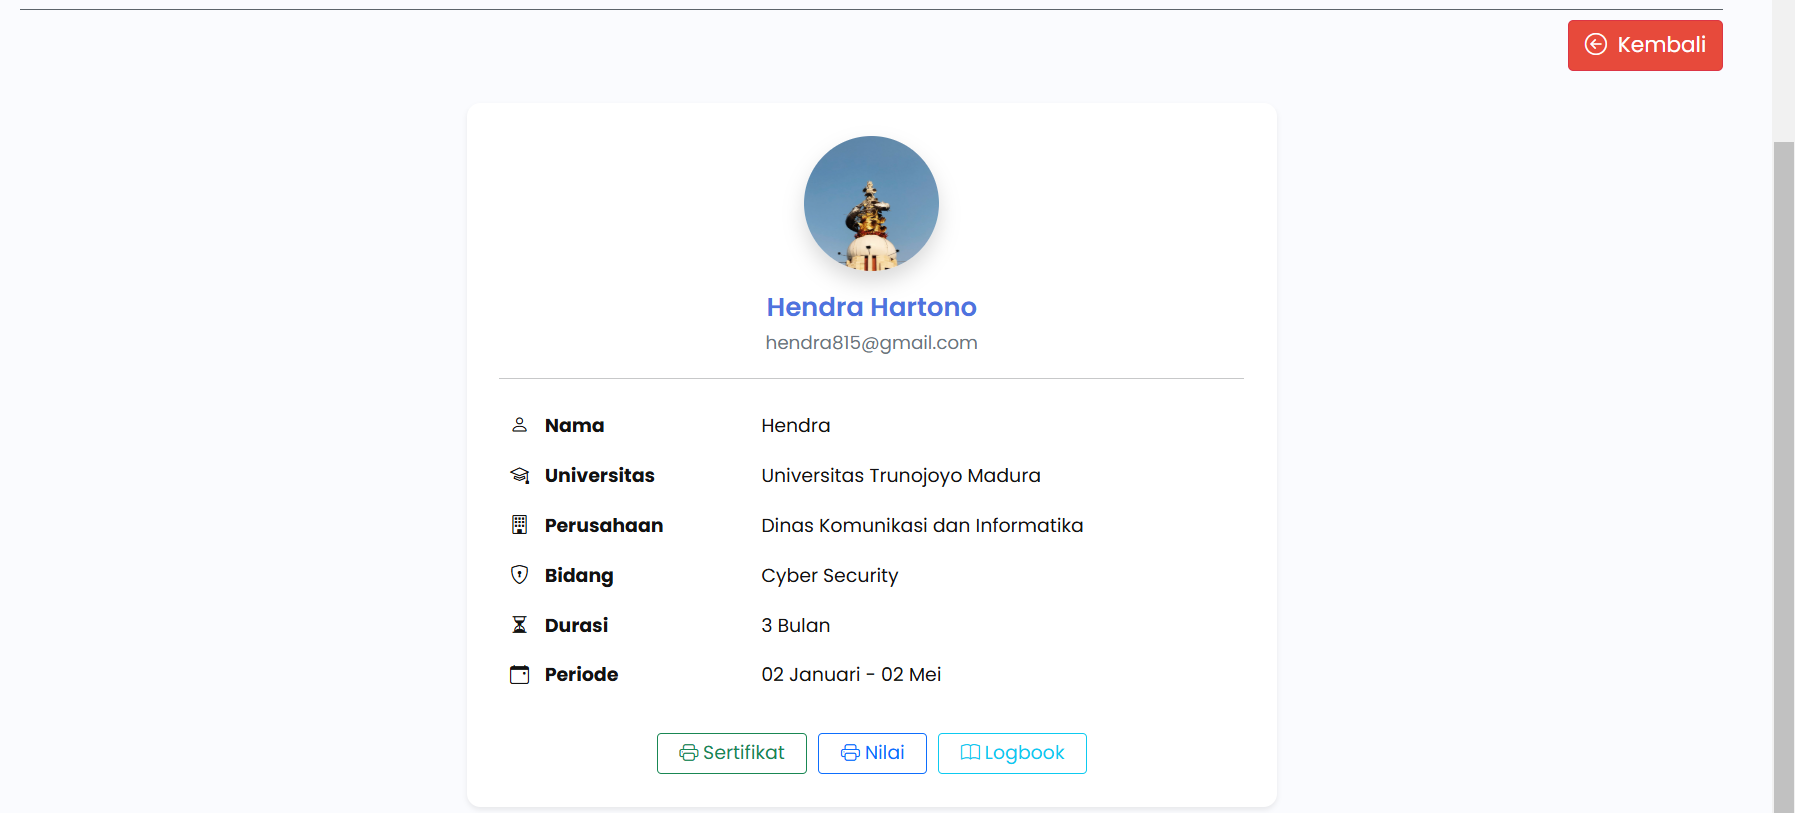 Kembali
Hendra Hartono
hendra815@gmail.com
Nama Hendra
Universitas Universitas Trunojoyo Madura
Perusahaan Dinas Komunikasi dan Informatika
Bidang Cyber Security
Durasi 3 Bulan
Periode 02 Januari - 02 Mei
Sertifikat Nilai Logbook